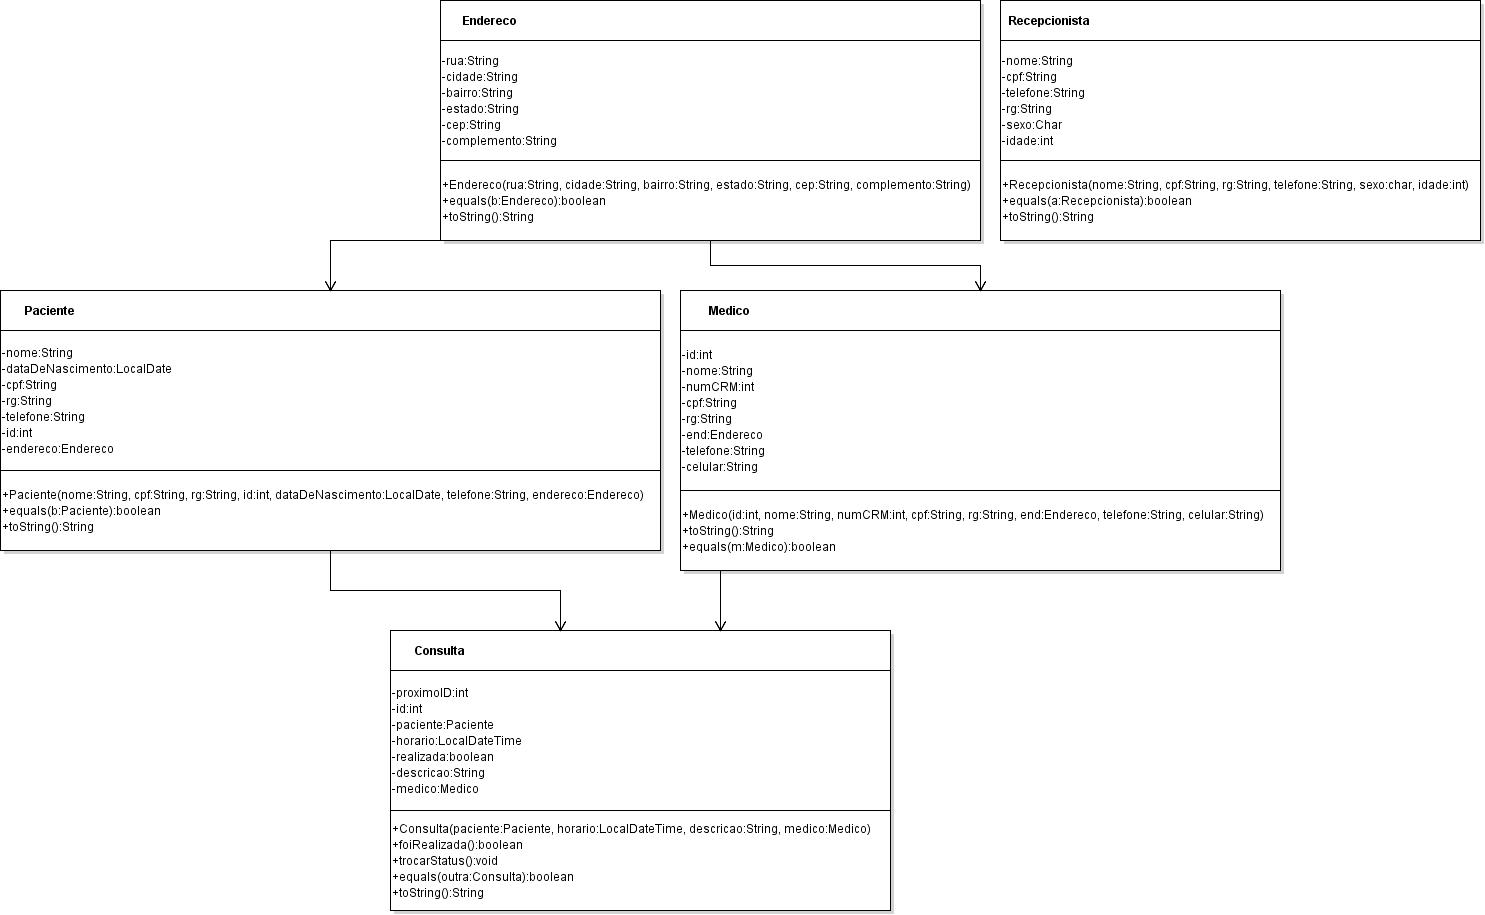 Endereco
-rua:String
-cidade:String
-bairro:String
-estado:String
-cep:String
-complemento:String
+Endereco(rua:String, cidade:String, bairro:String, estado:String, cep:String, complemento:String)
+equals(b:Endereco):boolean
+toString():String
Recepcionista
-nome:String
-cpf:String
-telefone:String
-rg:String
-sexo:Char
-idade:int
+Recepcionista(nome:String, cpf:String, rg:String, telefone:String, sexo:char, idade:int)
+equals(a:Recepcionista):boolean
+toString():String
Paciente
-nome:String
-dataDeNascimento:LocalDate
-cpf:String
-rg:String
-telefone:String
-id:int
-endereco:Endereco
+Paciente(nome:String, cpf:String, rg:String, id:int, dataDeNascimento:LocalDate, telefone:String, endereco:Endereco)
+equals(b:Paciente):boolean
+toString():String
Medico
-id:int
-nome:String
-numCRM:int
-cpf:String
-rg:String
-end:Endereco
-telefone:String
-celular:String
+Medico(id:int, nome:String, numCRM:int, cpf:String, rg:String, end:Endereco, telefone:String, celular:String)
+toString():String
+equals(m:Medico):boolean
Consulta
-proximoID:int
-id:int
-paciente:Paciente
-horario:LocalDateTime
-realizada:boolean
-descricao:String
-medico:Medico
+Consulta(paciente:Paciente, horario:LocalDateTime, descricao:String, medico:Medico)
+foiRealizada():boolean
+trocarStatus():void
+equals(outra:Consulta):boolean
+toString():String